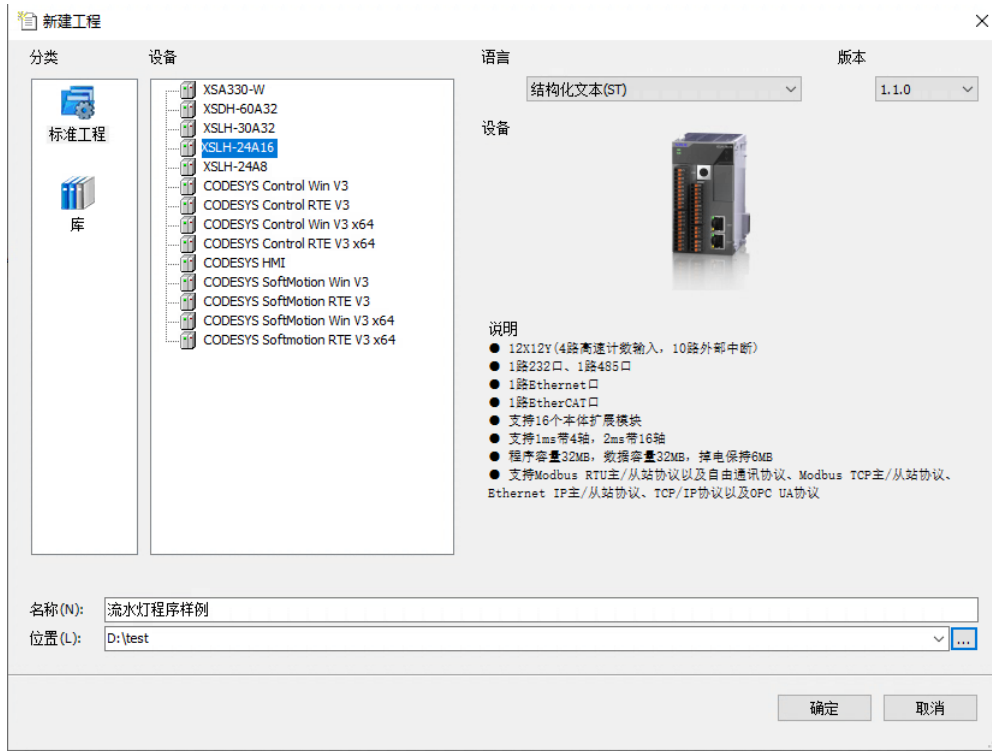 新建工程
分类
设备
语言
版本
标准工程
库
XSA330-W
XSDH-60A32
XSLH-30A32
XSLH-24A16
XSLH-24A8
CODESYS Control Win V3
CODESYS Control RTE V3
CODESYS Control Win V3 x64
CODESYS Control RTE V3 x64
CODESYS HMI
CODESYS SoftMotion Win V3
CODESYS SoftMotion RTE V3
CODESYS SoftMotion Win V3 x64
CODESYS Softmotion RTE V3 x64
结构化文本(ST)
1.1.0
设备
说明
● 12X12Y(4路高速计数输入，10路外部中断)
● 1路232口、1路485口
● 1路Ethernet口
● 1路EtherCAT口
● 支持16个本体扩展模块
● 支持1ms带4轴，2ms带16轴
● 程序容量32MB，数据容量32MB，掉电保持6MB
● 支持Modbus RTU主/从站协议以及自由通讯协议、Modbus TCP主/从站协议、
Ethernet IP主/从站协议、TCP/IP协议以及OPC UA协议
名称(N):
流水灯程序样例
位置(L):
D:\test
...
确定
取消